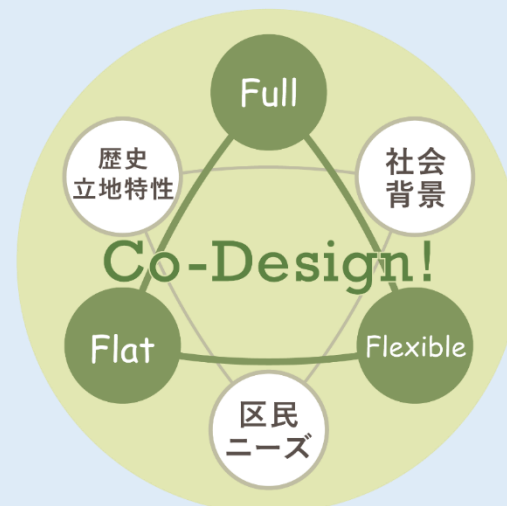 Full
歴史
立地特性
社会
背景
Co-Design!
Flat
Flexible
区民
ニーズ